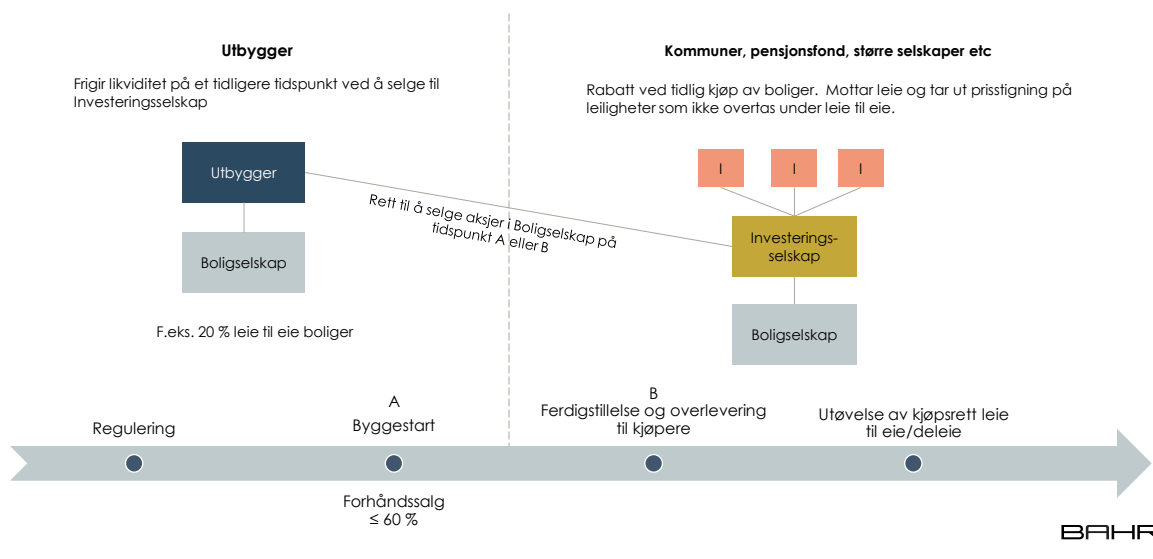 Utbygger
Frigir likviditet på et tidligere tidspunkt ved å selge til
Investeringsselskap
Utbygger
Boligselskap
F.eks. 20 % leie til eie boliger
Rett til å selge aksjer i Boligselskap på
tidspunkt A eller B
Kommuner, pensjonsfond, større selskaper etc
Rabatt ved tidlig kjøp av boliger.  Mottar leie og tar ut prisstigning på
leiligheter som ikke overtas under leie til eie.
I
I
I
Investerings-
selskap
Boligselskap
Regulering
A
Byggestart
Forhåndssalg
≤ 60 %
B
Ferdigstillelse og overlevering
til kjøpere
Utøvelse av kjøpsrett leie
til eie/deleie
BAHR